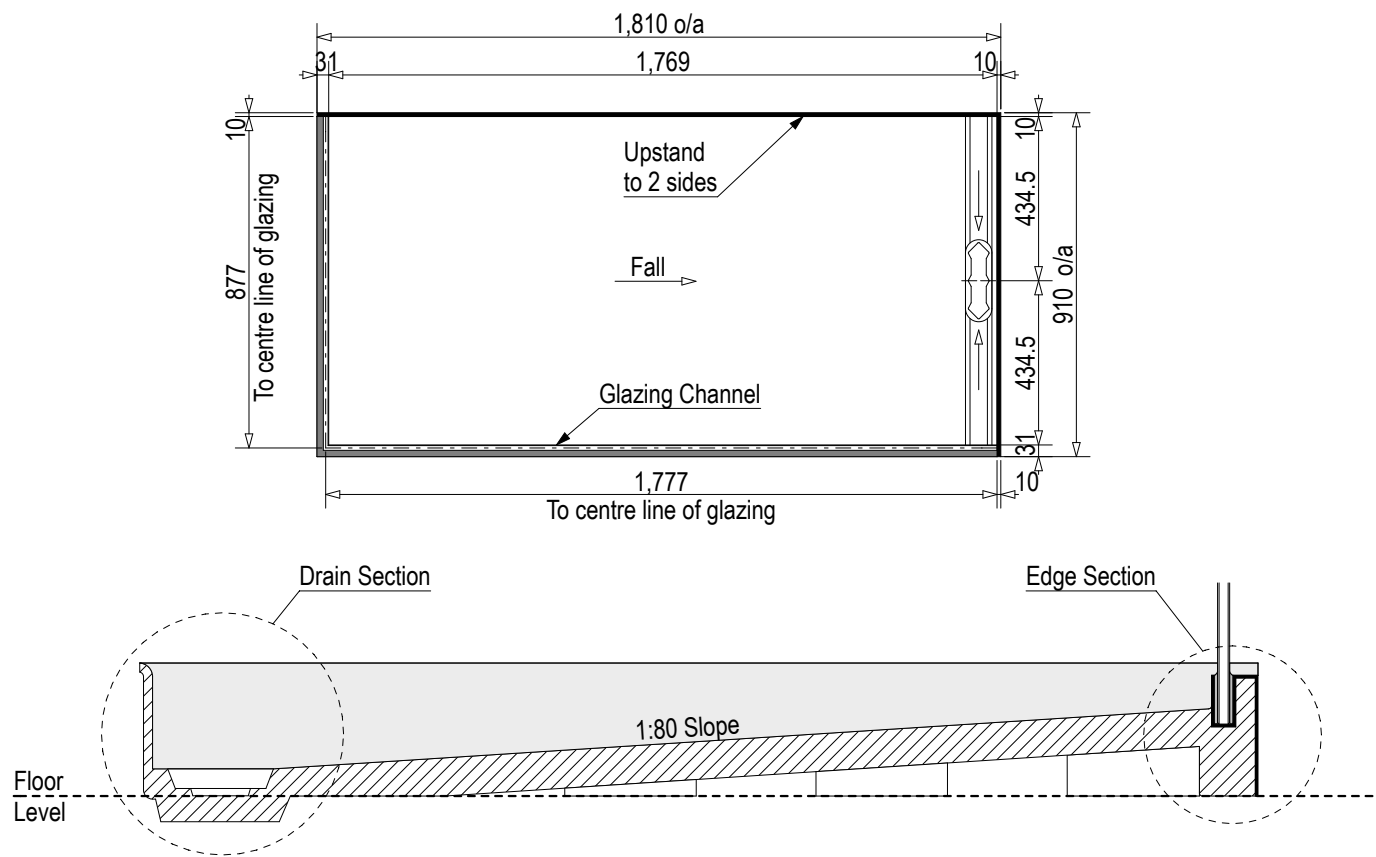 1,810 o/a
31
1,769
10
10
10
Upstand
to 2 sides
434.5
877
To centre line of glazing
Fall
910 o/a
434.5
Glazing Channel
31
1,777
10
To centre line of glazing
Drain Section
Edge Section
1:80 Slope
Floor
Level